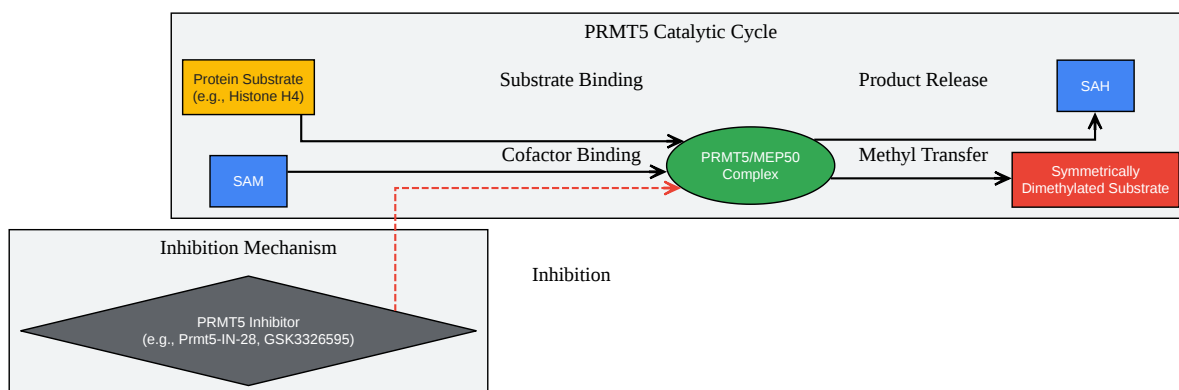 PRMT5 Catalytic Cycle
Protein Substrate
(e.g., Histone H4)
Substrate Binding
Product Release
SAH
SAM
Cofactor Binding
PRMT5/MEP50
Complex
Methyl Transfer
Symmetrically
Dimethylated Substrate
Inhibition Mechanism
Inhibition
PRMT5 Inhibitor
(e.g., Prmt5-IN-28, GSK3326595)